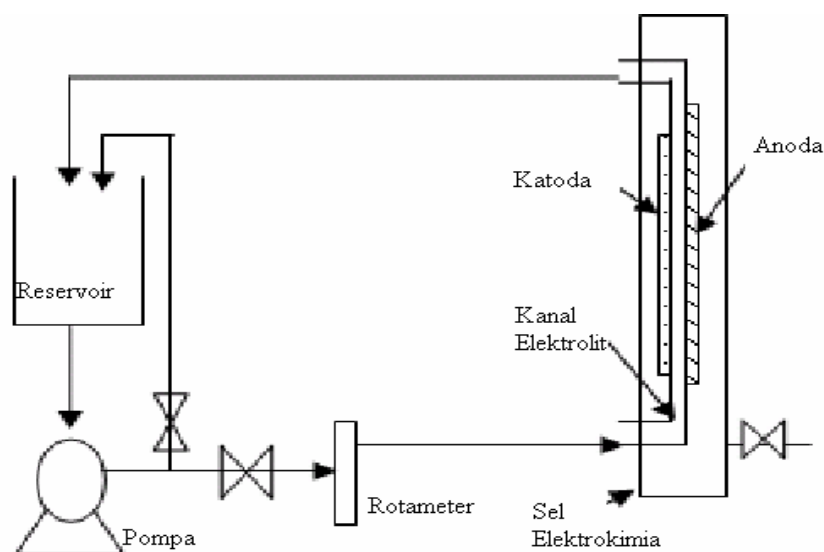 Anoda
Katoda
Reservoir
Kanal
Elektrolit
Rotameter
Sel
Elektrokimia
Pompa